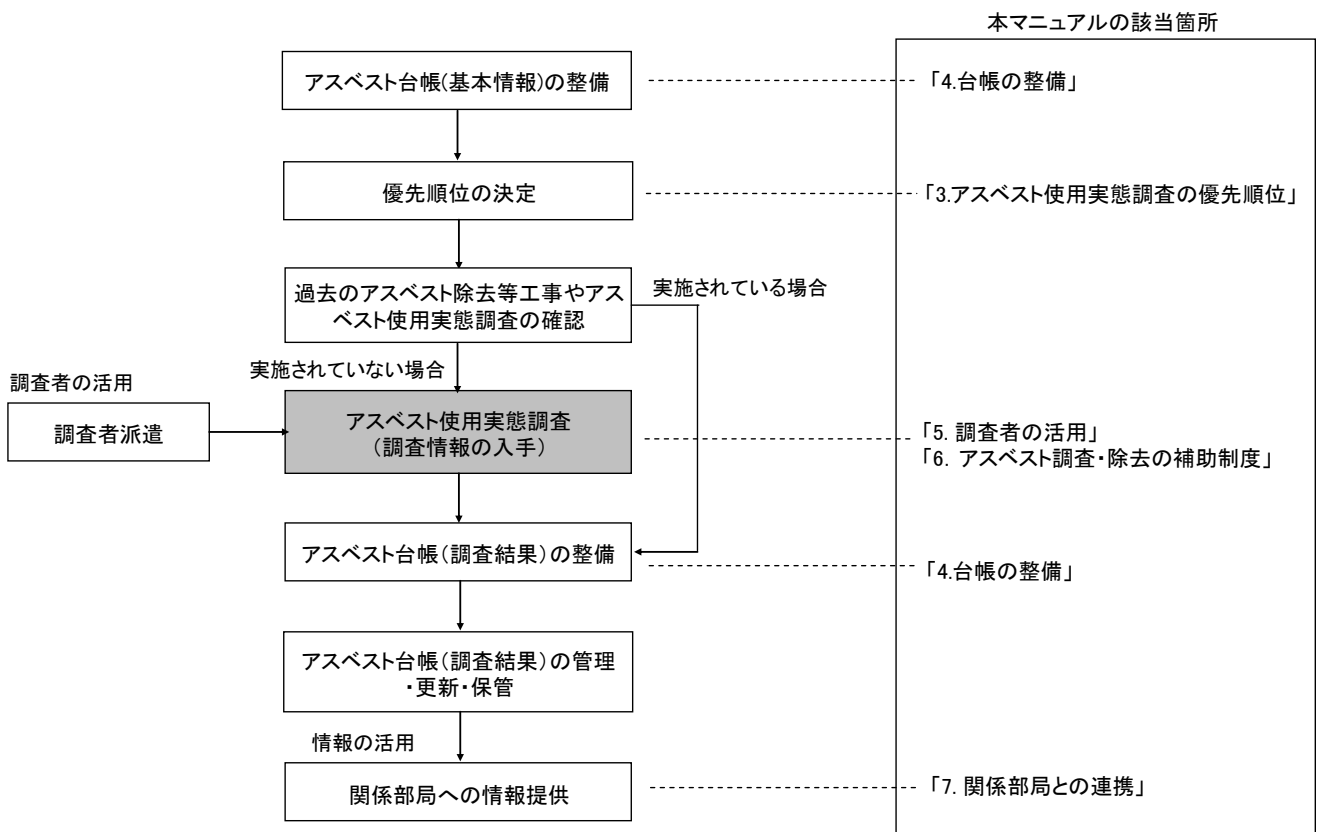 本マニュアルの該当箇所
アスベスト台帳(基本情報)の整備
「4.台帳の整備」
優先順位の決定
「3.アスベスト使用実態調査の優先順位」
過去のアスベスト除去等工事やアス
ベスト使用実態調査の確認
実施されている場合
実施されていない場合
調査者の活用
調査者派遣
アスベスト使用実態調査
(調査情報の入手)
「5. 調査者の活用」
「6. アスベスト調査・除去の補助制度」
アスベスト台帳(調査結果)の整備
「4.台帳の整備」
アスベスト台帳(調査結果)の管理
・更新・保管
情報の活用
関係部局への情報提供
「7. 関係部局との連携」